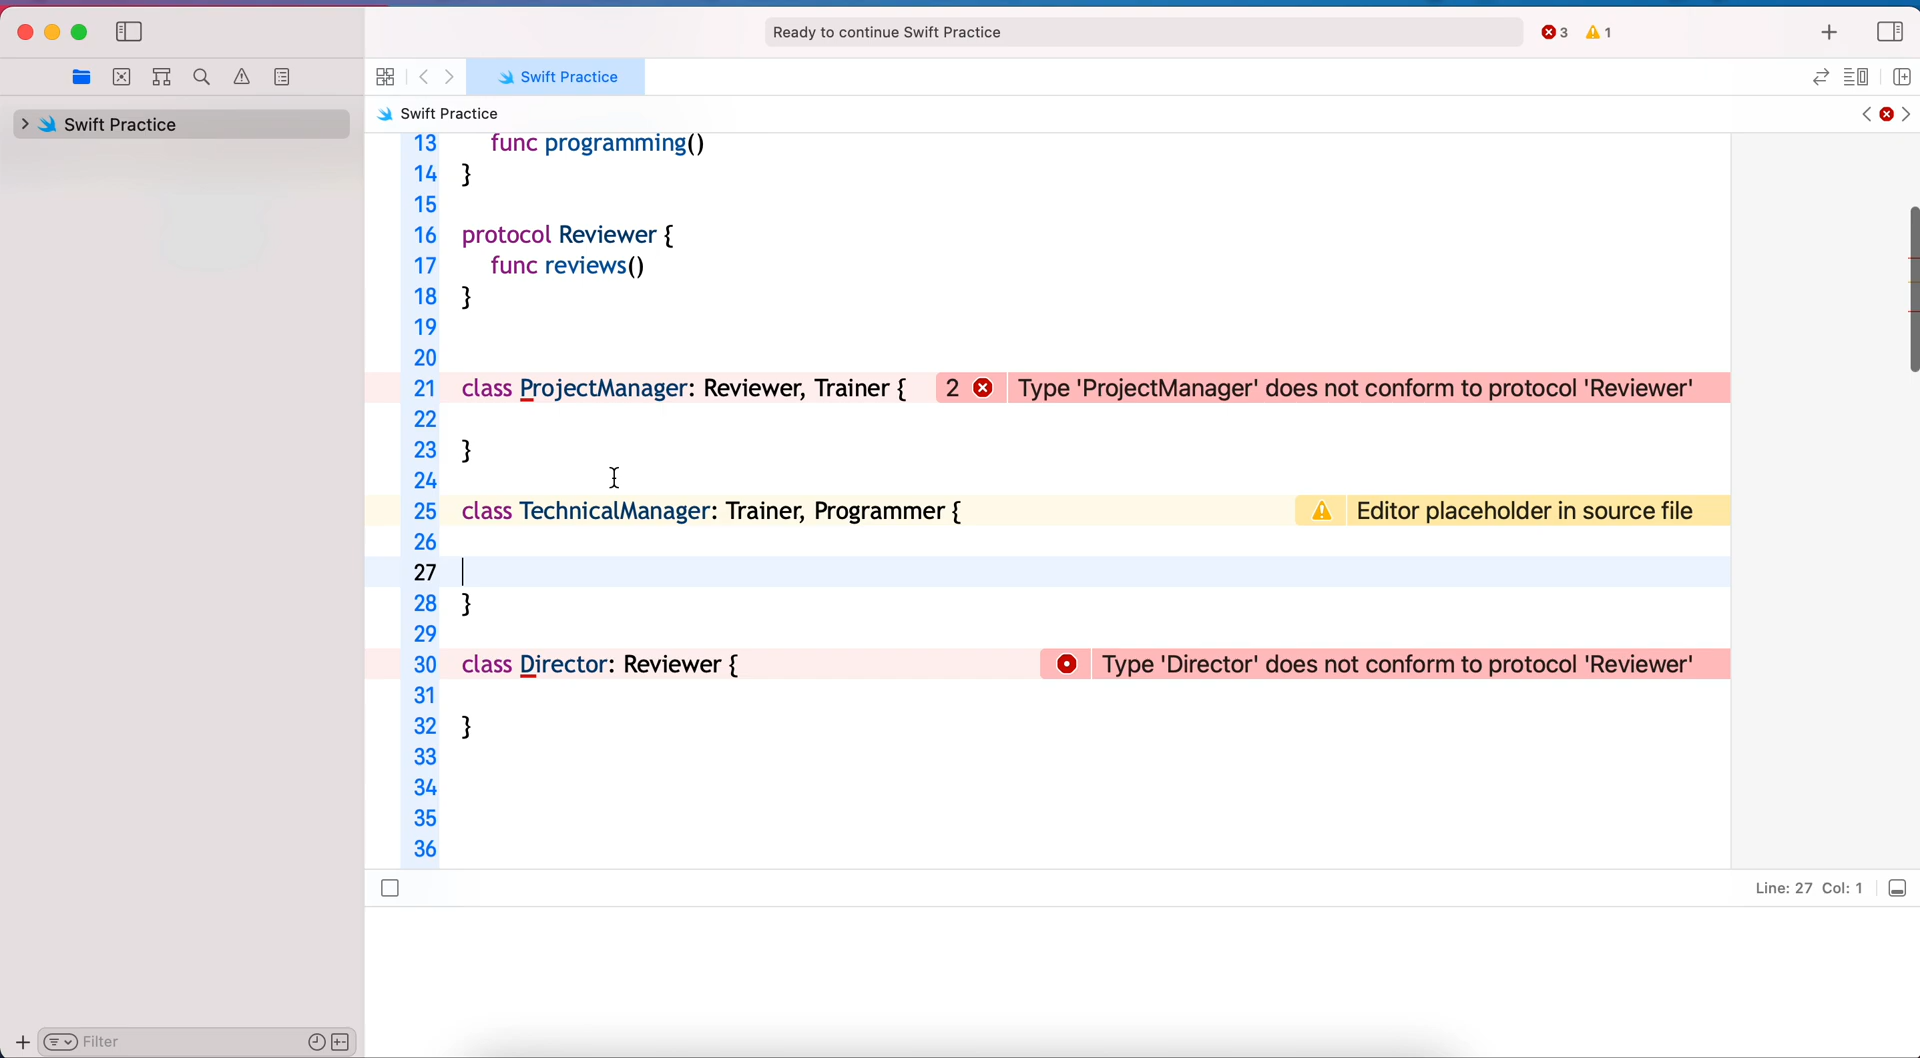 Ready to continue Swift Practice
3
1
Swift Practice
Swift Practice
Swift Practice
13 func programming()
14 }
15
16 protocol Reviewer {
17 func reviews()
18 }
19
20
21 class ProjectManager: Reviewer, Trainer { 2 Type 'ProjectManager' does not conform to protocol 'Reviewer'
22
23 }
24
25 class TechnicalManager: Trainer, Programmer { Editor placeholder in source file
26
27
28 }
29
30 class Director: Reviewer { Type 'Director' does not conform to protocol 'Reviewer'
31
32 }
33
34
35
36
Line: 27 Col: 1
Filter